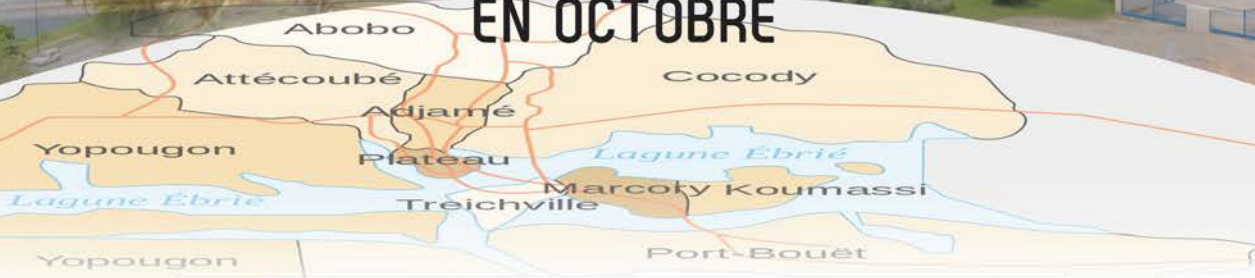 EN OCTOBRE
Abobo
Attécoubé
Cocody
Adjamé
Yopougon
Plateau
Lagune Ébrié
Marcory Koumassi
Lagune Ébrié
Treichville
Port-Bouët
Yopougon